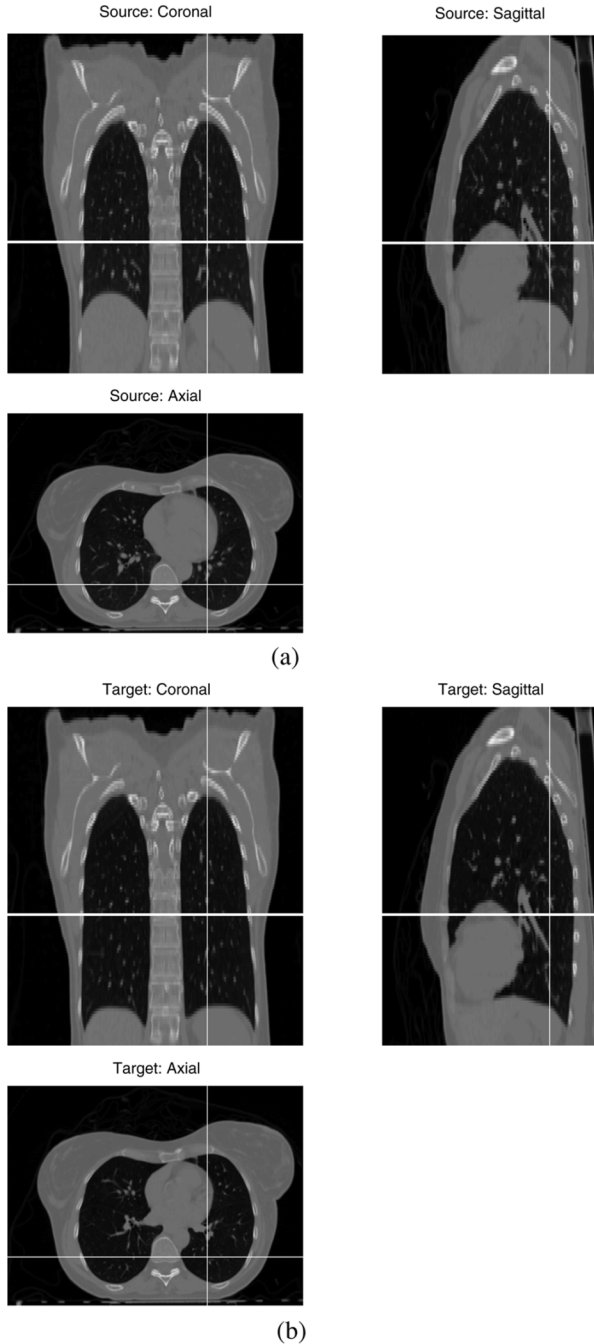 Source: Coronal
Source: Sagittal
Source: Axial
(a)
Target: Coronal
Target: Sagittal
Target: Axial
(b)